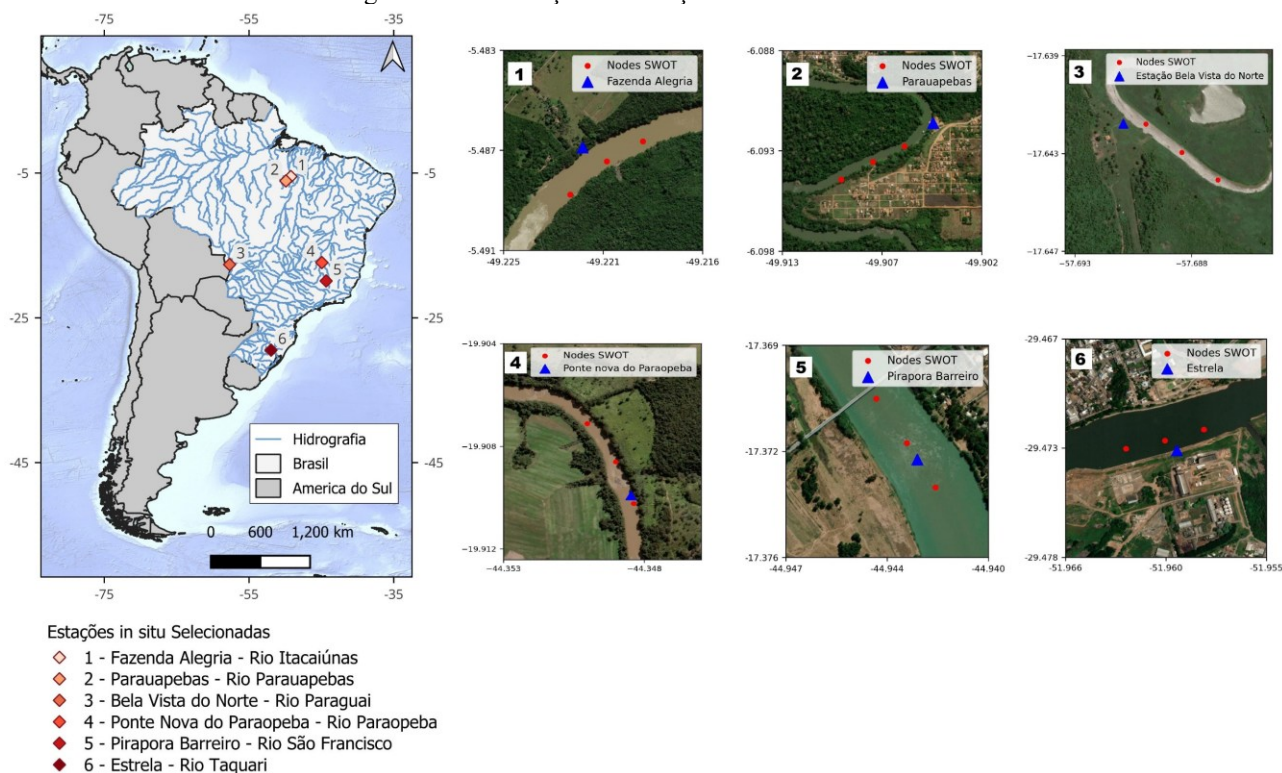 -75
-55
-35
-5
-25
-45
-5
-25
-45
-75
-55
-35
1
2
3
4
5
6
Hidrografia
Brasil
America do Sul
0 600 1,200 km
Estações in situ Selecionadas
1 - Fazenda Alegria - Rio Itacaiúnas
2 - Parauapebas - Rio Parauapebas
3 - Bela Vista do Norte - Rio Paraguai
4 - Ponte Nova do Paraopeba - Rio Paraopeba
5 - Pirapora Barreiro - Rio São Francisco
6 - Estrela - Rio Taquari
1
Nodes SWOT
Fazenda Alegria
-5.483
-5.487
-5.491
-49.225
-49.221
-49.216
2
Nodes SWOT
Parauapebas
-6.088
-6.093
-6.098
-49.913
-49.907
-49.902
3
Nodes SWOT
Estação Bela Vista do Norte
-17.639
-17.643
-17.647
-57.693
-57.688
4
Nodes SWOT
Ponte nova do Paraopeba
-19.904
-19.908
-19.912
-44.353
-44.348
5
Nodes SWOT
Pirapora Barreiro
-17.369
-17.372
-17.376
-44.947
-44.944
-44.940
6
Nodes SWOT
Estrela
-29.467
-29.473
-29.478
-51.966
-51.960
-51.955